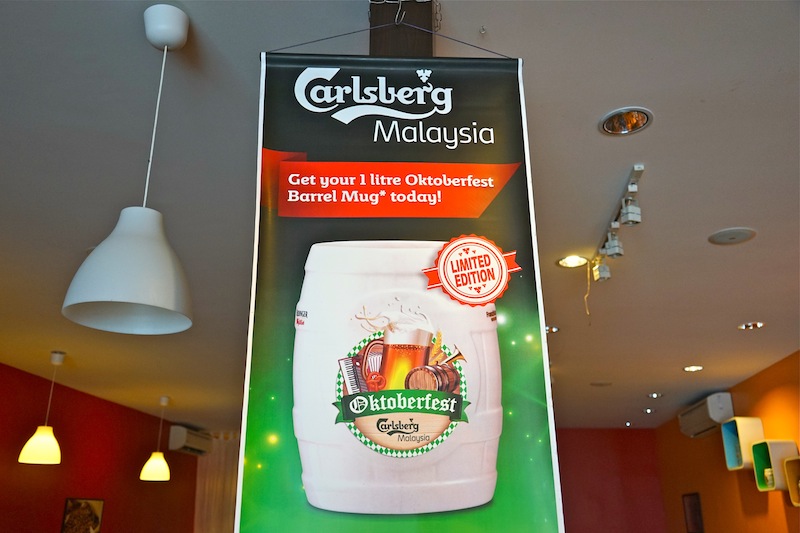 Carlsberg
Malaysia
Get your 1 litre Oktoberfest
Barrel Mug* today!
LIMITED
EDITION
Oktoberfest
Carlsberg
Malaysia